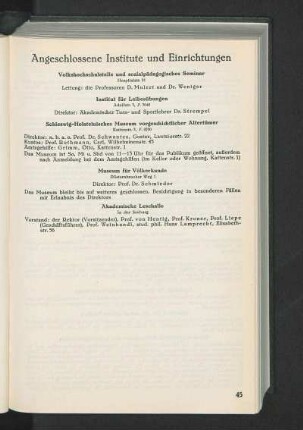 Angeschlossene Institute und Einrichtungen
Volkshochschulstelle und sozialpädagogisches Seminar
Leitung: die Professoren D. Mulert und Dr. Weniger
Institut für Leibesübungen
Direktor: Akademischer Turn- und Sportlehrer Dr. Strempel
Schleswig-Holsteinisches Museum vorgeschichtlicher Altertümer
Direktor: n. b. a. o. Prof. Dr. Schwantes, Gustav, 22
Kustos: Prof. Rothmann, Carl, Wilhelminenstr. 43
Amtsgehilfe: Grimm, Otto, Kattenstr. 1
Das Museum ist So, Mi u. Sbd von 11—13 Uhr für das Publikum geöffnet, außerdem
nach Anmeldung bei dem Amtsgehilfen (im Keller oder Wohnung, Kattenstr. 1)
Museum für Völkerkunde
Direktor: Prof. Dr. Schmieder
Das Museum bleibt bis auf weiteres geschlossen. Besichtigung in besonderen Fällen
mit Erlaubnis des Direktors
Akademische Lesehalle
In der Seeburg
Vorstand: der Rektor (Vorsitzender), Prof. von Hentig, Prof. Kroner, Prof. Liepe
(Geschäftsführer), Prof. Weinhandl, stud. phil. Hans Lamprecht, Elisabeth-
str. 56
45